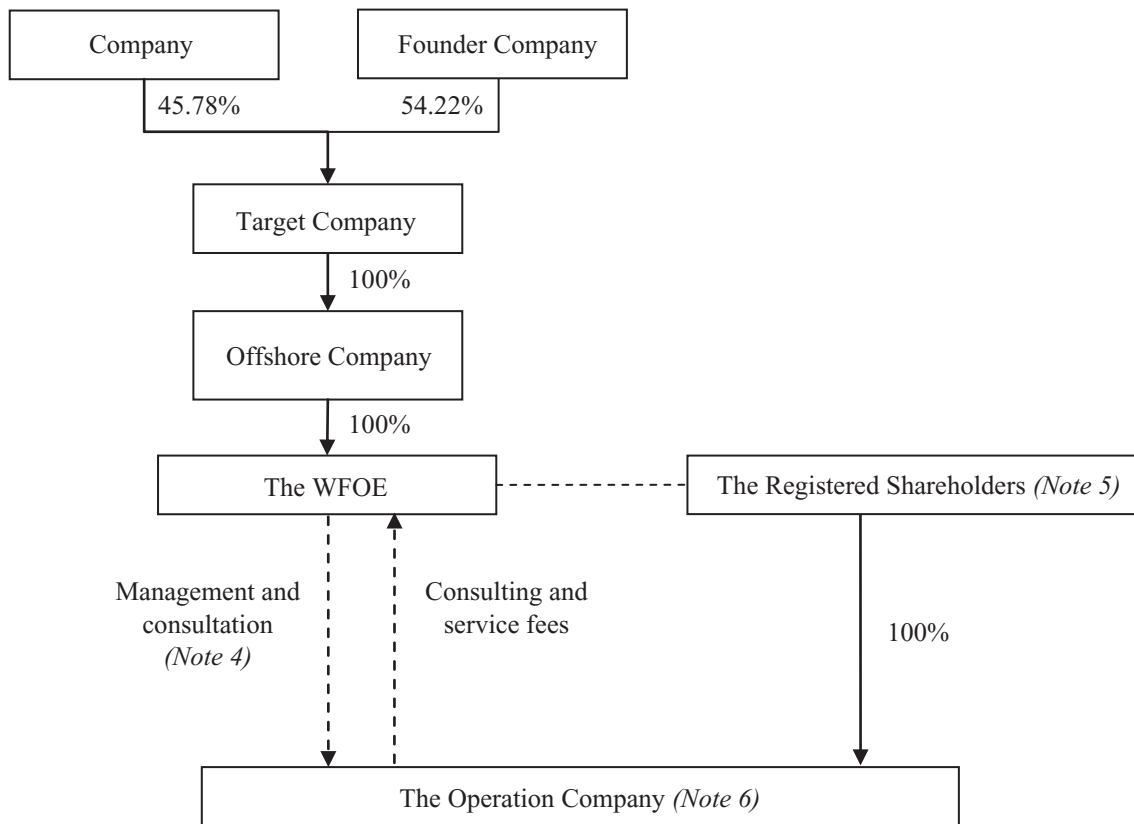 Company
Founder Company
45.78%
54.22%
Target Company
100%
Offshore Company
100%
The WFOE
The Registered Shareholders (Note 5)
Management and
consultation
(Note 4)
Consulting and
service fees
100%
The Operation Company (Note 6)